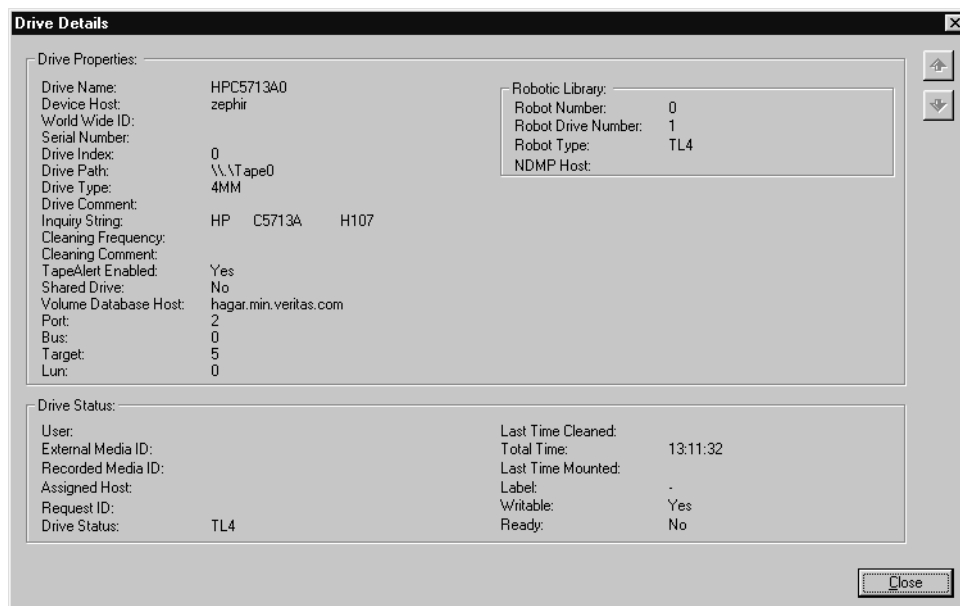 Drive Details
Drive Properties:
Drive Name: HPC5713A0
Device Host: zephir
World Wide ID:
Serial Number:
Drive Index: 0
Drive Path: \\.\Tape0
Drive Type: 4MM
Drive Comment:
Inquiry String: HP C5713A H107
Cleaning Frequency:
Cleaning Comment:
TapeAlert Enabled: Yes
Shared Drive: No
Volume Database Host: hagar.min.veritas.com
Port: 2
Bus: 0
Target: 5
Lun: 0
Robotic Library:
Robot Number: 0
Robot Drive Number: 1
Robot Type: TL4
NDMP Host:
Drive Status:
User:
External Media ID:
Recorded Media ID:
Assigned Host:
Request ID:
Drive Status: TL4
Last Time Cleaned:
Total Time: 13:11:32
Last Time Mounted:
Label: -
Writable: Yes
Ready: No
Close